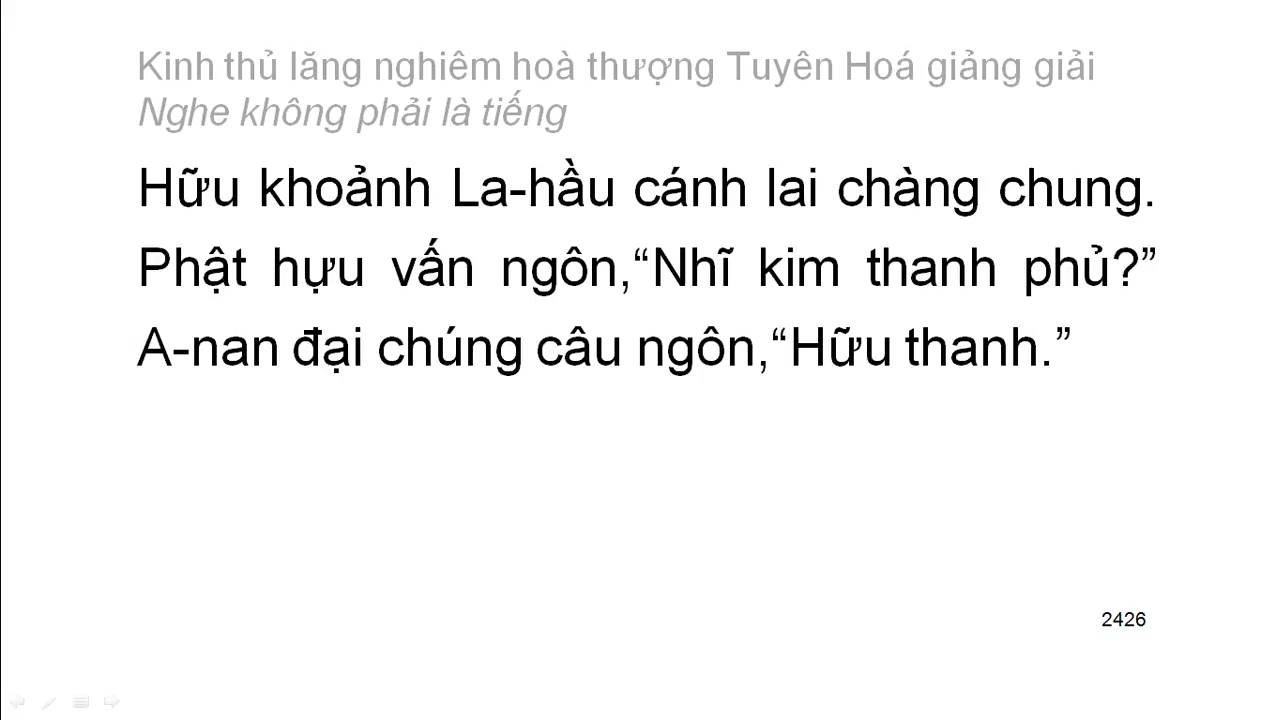 Kinh thủ lăng nghiêm hoà thượng Tuyên Hoá giảng giải
Nghe không phải là tiếng
Hữu khoảnh La-hầu cánh lai chàng chung.
Phật hựu vấn ngôn,“Nhĩ kim thanh phủ?”
A-nan đại chúng câu ngôn,“Hữu thanh.”
2426